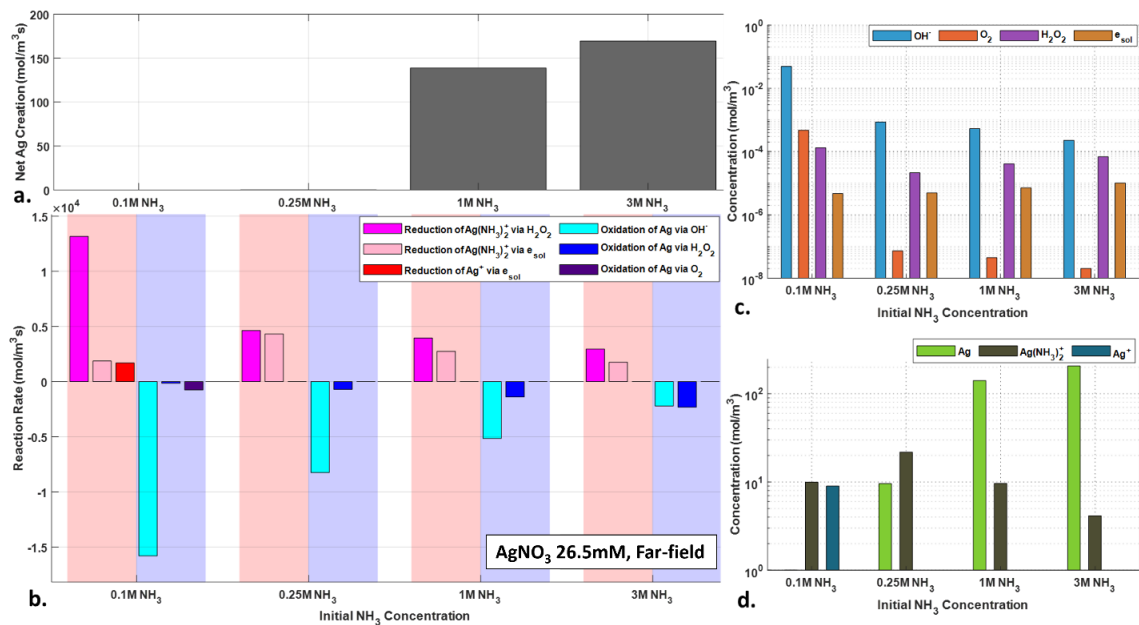 200
150
100
50
0
Net Ag Creation (mol/m³s)
a.
0.1M NH₃
0.25M NH₃
1M NH₃
3M NH₃
×10⁴
1.5
1
0.5
0
-0.5
-1
-1.5
Reaction Rate (mol/m³s)
Reduction of Ag(NH₃)₂⁺ via H₂O₂
Reduction of Ag(NH₃)₂⁺ via eₛₒₗ
Reduction of Ag⁺ via eₛₒₗ
Oxidation of Ag via OH⁻
Oxidation of Ag via H₂O₂
Oxidation of Ag via O₂
AgNO₃ 26.5mM, Far-field
0.1M NH₃
0.25M NH₃
1M NH₃
3M NH₃
b.
Initial NH₃ Concentration
10⁰
10⁻²
10⁻⁴
10⁻⁶
10⁻⁸
Concentration (mol/m³)
OH⁻
O₂
H₂O₂
eₛₒₗ
0.1M NH₃
0.25M NH₃
1M NH₃
3M NH₃
c.
Initial NH₃ Concentration
10²
10¹
10⁰
Concentration (mol/m³)
Ag
Ag(NH₃)₂⁺
Ag⁺
0.1M NH₃
0.25M NH₃
1M NH₃
3M NH₃
d.
Initial NH₃ Concentration